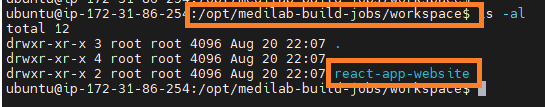 ubuntu@ip-172-31-86-254:/opt/medilab-build-jobs/workspace$ ls -al
total 12
drwxr-xr-x 3 root root 4096 Aug 20 22:07 .
drwxr-xr-x 4 root root 4096 Aug 20 22:07 ..
drwxr-xr-x 2 root root 4096 Aug 20 22:07 react-app-website
ubuntu@ip-172-31-86-254:/opt/medilab-build-jobs/workspace$